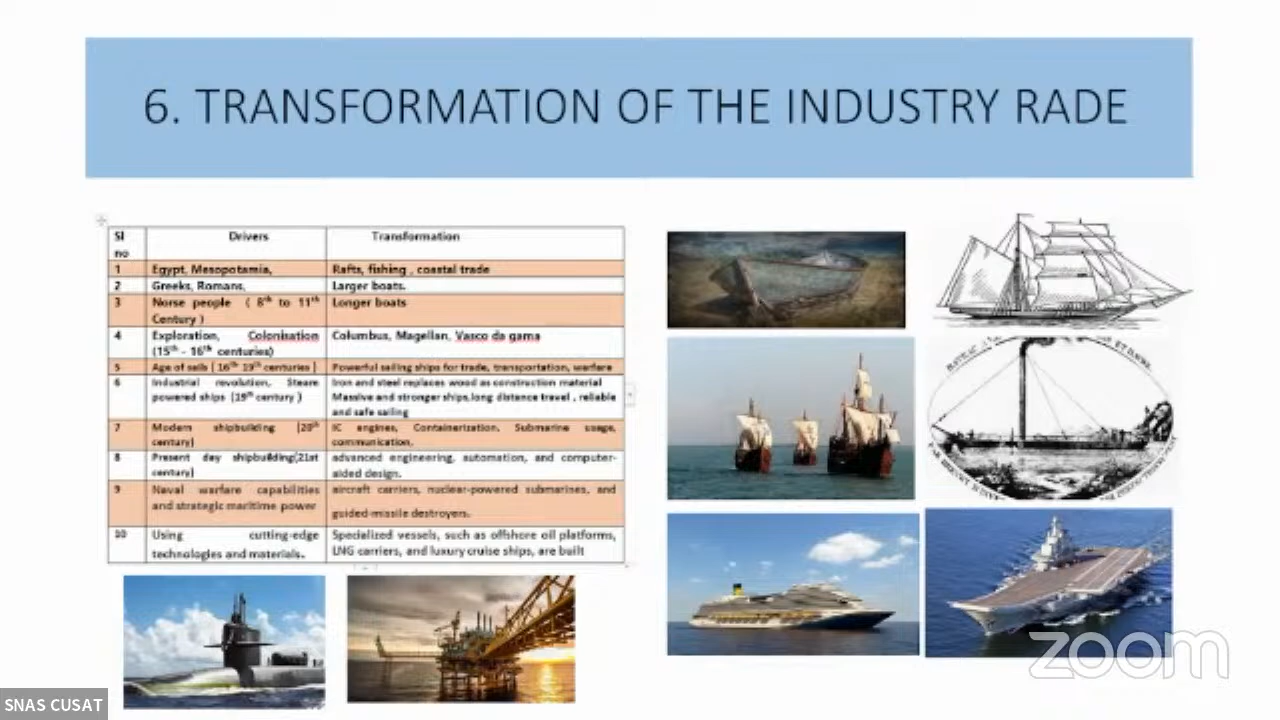 6. TRANSFORMATION OF THE INDUSTRY RADE
Sl no Drivers Transformation
1 Egypt, Mesopotamia, Rafts, fishing , coastal trade
2 Greeks, Romans, Larger boats.
3 Norse people ( 8th to 11th Longer boats
Century )
4 Exploration, Colonisation Columbus, Magellan, Vasco da gama
(15th - 16th centuries)
5 Age of sails ( 16th 19th centuries ) Powerful sailing ships for trade, transportation, warfare
6 Industrial revolution, Steam Iron and steel replaces wood as construction material
powered ships (19th century ) Massive and stronger ships,long distance travel , reliable
and safe sailing
7 Modern shipbuilding (20th IC engines, Containerization, Submarine usage,
century) communication,
8 Present day shipbuilding(21st advanced engineering, automation, and computer-
century) aided design.
9 Naval warfare capabilities aircraft carriers, nuclear-powered submarines, and
and strategic maritime power guided-missile destroyers.
10 Using cutting-edge Specialized vessels, such as offshore oil platforms,
technologies and materials. LNG carriers, and luxury cruise ships, are built
zoom
SNAS CUSAT